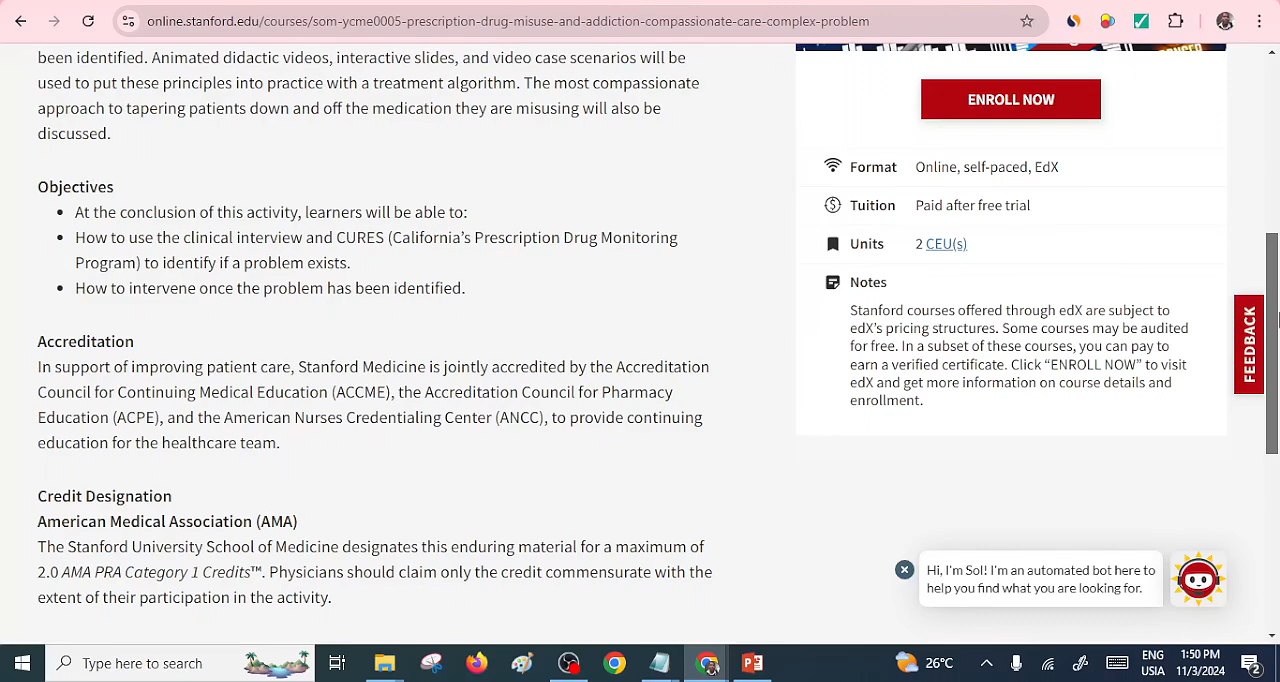 online.stanford.edu/courses/som-ycme0005-prescription-drug-misuse-and-addiction-compassionate-care-complex-problem
been identified. Animated didactic videos, interactive slides, and video case scenarios will be
used to put these principles into practice with a treatment algorithm. The most compassionate
approach to tapering patients down and off the medication they are misusing will also be
discussed.
Objectives
• At the conclusion of this activity, learners will be able to:
• How to use the clinical interview and CURES (California’s Prescription Drug Monitoring
Program) to identify if a problem exists.
• How to intervene once the problem has been identified.
Accreditation
In support of improving patient care, Stanford Medicine is jointly accredited by the Accreditation
Council for Continuing Medical Education (ACCME), the Accreditation Council for Pharmacy
Education (ACPE), and the American Nurses Credentialing Center (ANCC), to provide continuing
education for the healthcare team.
Credit Designation
American Medical Association (AMA)
The Stanford University School of Medicine designates this enduring material for a maximum of
2.0 AMA PRA Category 1 Credits™. Physicians should claim only the credit commensurate with the
extent of their participation in the activity.
ENROLL NOW
Format Online, self-paced, EdX
Tuition Paid after free trial
Units 2 CEU(s)
Notes
Stanford courses offered through edX are subject to
edX’s pricing structures. Some courses may be audited
for free. In a subset of these courses, you can pay to
earn a verified certificate. Click “ENROLL NOW” to visit
edX and get more information on course details and
enrollment.
FEEDBACK
Hi, I'm Sol! I'm an automated bot here to
help you find what you are looking for.
Type here to search
26°C
ENG
USIA
1:50 PM
11/3/2024
2